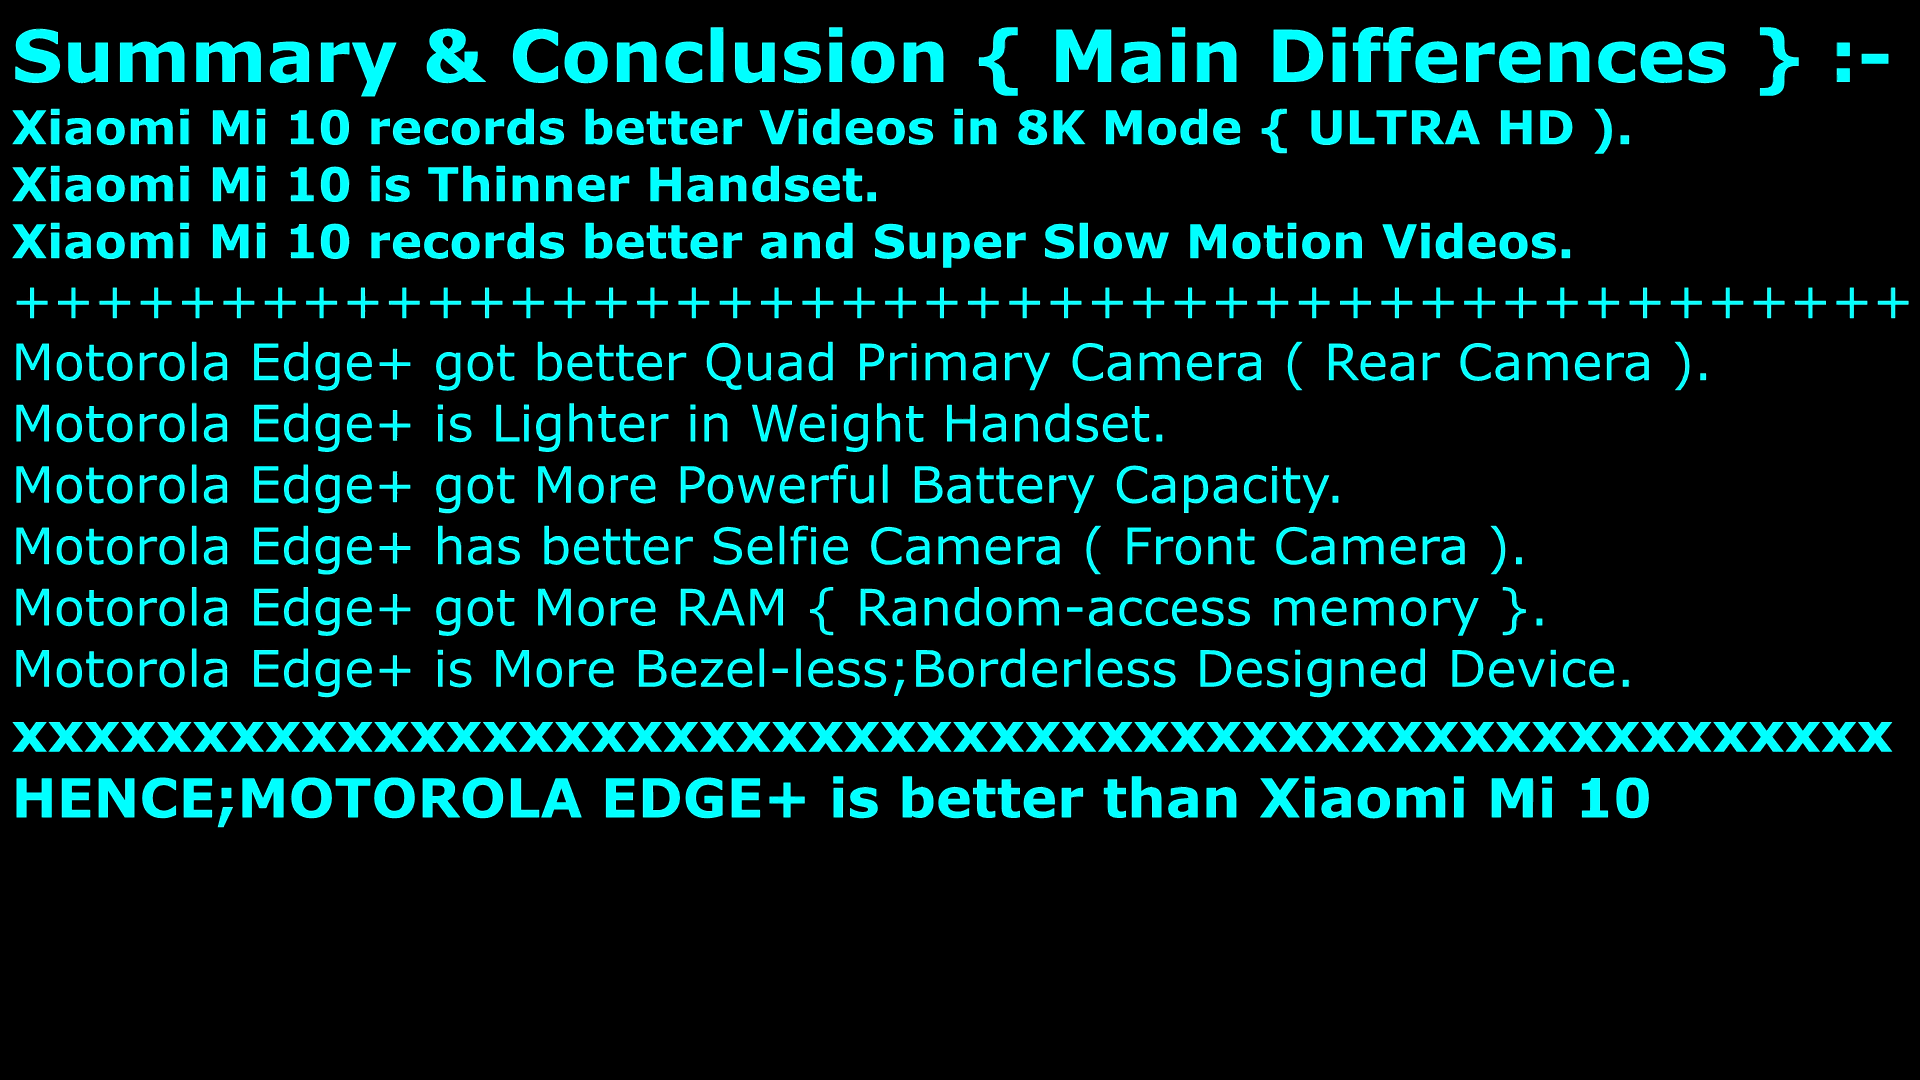 Summary & Conclusion { Main Differences } :-
Xiaomi Mi 10 records better Videos in 8K Mode { ULTRA HD ).
Xiaomi Mi 10 is Thinner Handset.
Xiaomi Mi 10 records better and Super Slow Motion Videos.
++++++++++++++++++++++++++++++++++++++++++++++
Motorola Edge+ got better Quad Primary Camera ( Rear Camera ).
Motorola Edge+ is Lighter in Weight Handset.
Motorola Edge+ got More Powerful Battery Capacity.
Motorola Edge+ has better Selfie Camera ( Front Camera ).
Motorola Edge+ got More RAM { Random-access memory }.
Motorola Edge+ is More Bezel-less;Borderless Designed Device.
xxxxxxxxxxxxxxxxxxxxxxxxxxxxxxxxxxxxxxxxxxxxxxxxxxxx
HENCE;MOTOROLA EDGE+ is better than Xiaomi Mi 10